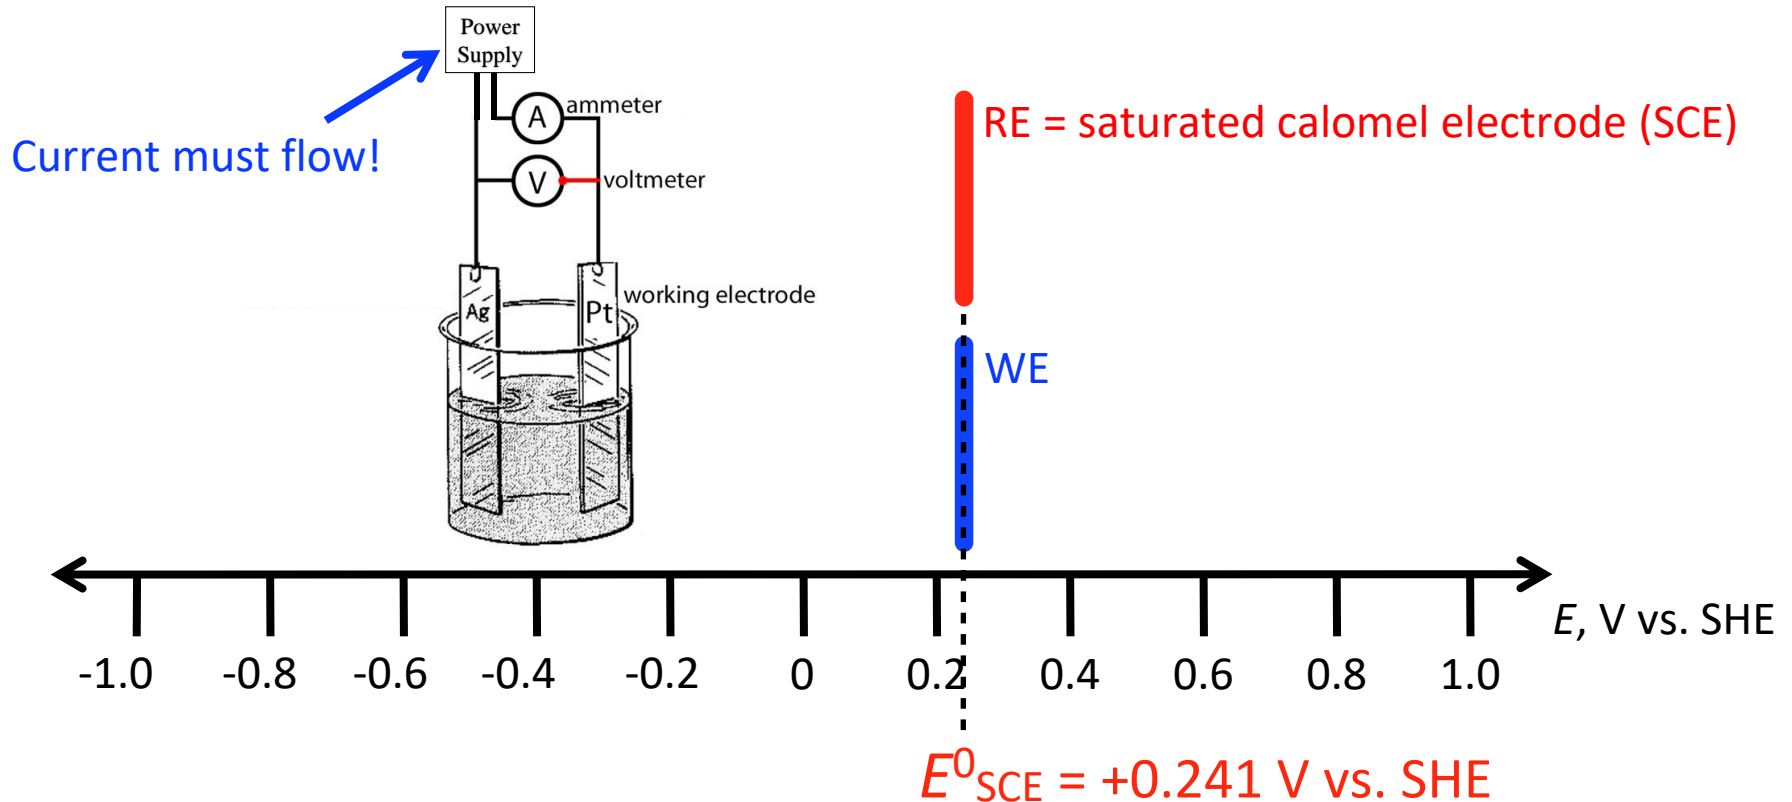 Power
Supply
A
ammeter
RE = saturated calomel electrode (SCE)
Current must flow!
V
voltmeter
working electrode
Ag
Pt
WE
E, V vs. SHE
-1.0 -0.8 -0.6 -0.4 -0.2 0 0.2 0.4 0.6 0.8 1.0
E⁰SCE = +0.241 V vs. SHE